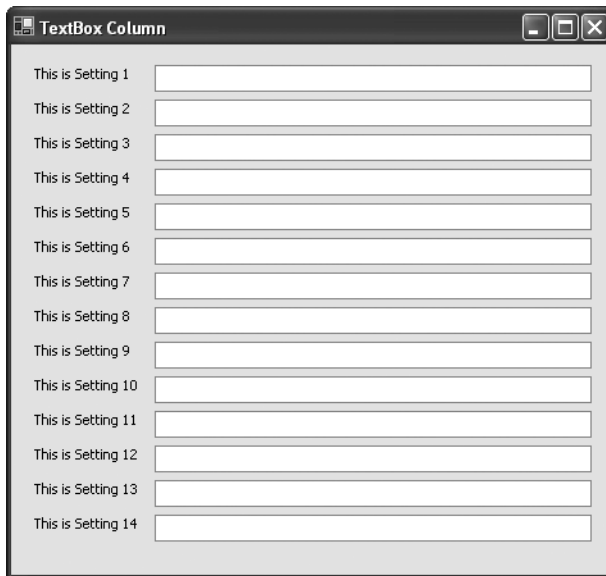 TextBox Column
This is Setting 1
This is Setting 2
This is Setting 3
This is Setting 4
This is Setting 5
This is Setting 6
This is Setting 7
This is Setting 8
This is Setting 9
This is Setting 10
This is Setting 11
This is Setting 12
This is Setting 13
This is Setting 14